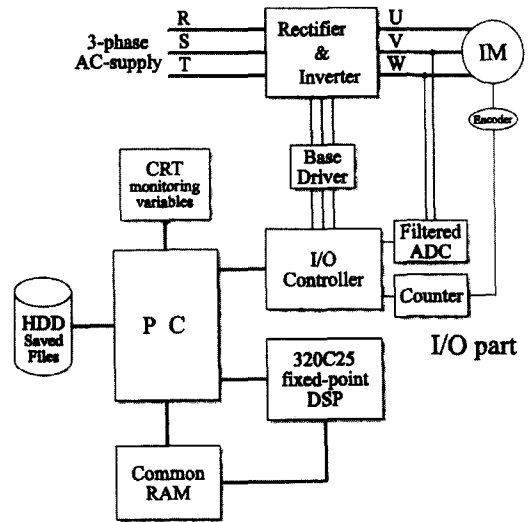 R
S
T
3-phase
AC-supply
Rectifier
&
Inverter
U
V
W
IM
Encoder
Base
Driver
CRT
monitoring
variables
I/O
Controller
Filtered
ADC
Counter
I/O part
P C
HDD
Saved
Files
320C25
fixed-point
DSP
Common
RAM